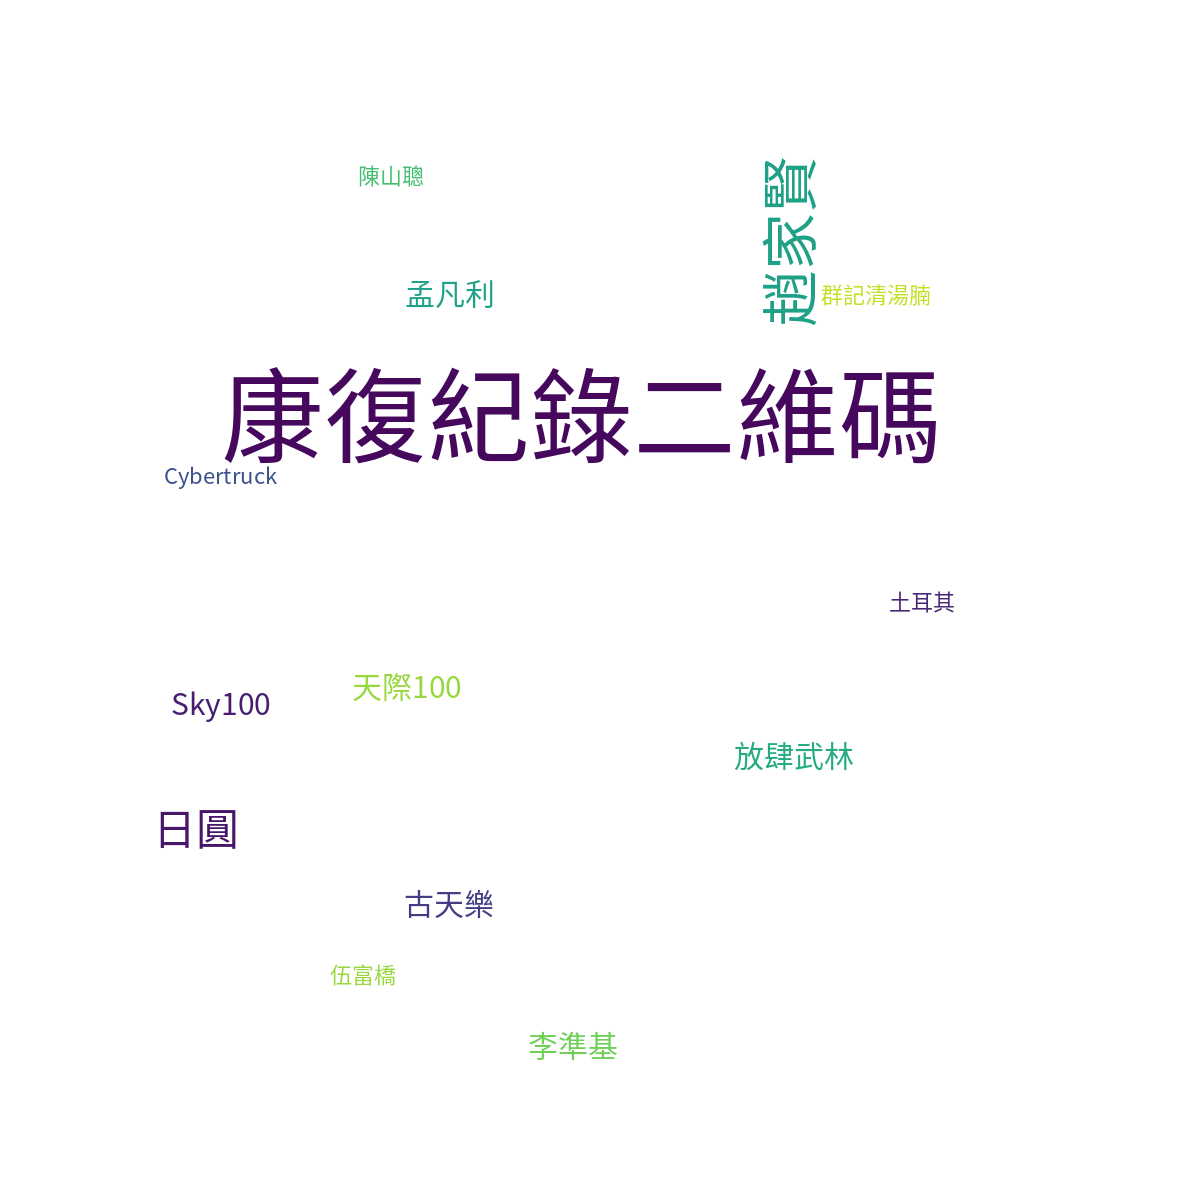 陳山聰
趙家賢
孟凡利
群記清湯腩
康復紀錄二維碼
Cybertruck
土耳其
天際100
Sky100
放肆武林
日圓
古天樂
伍富橋
李準基